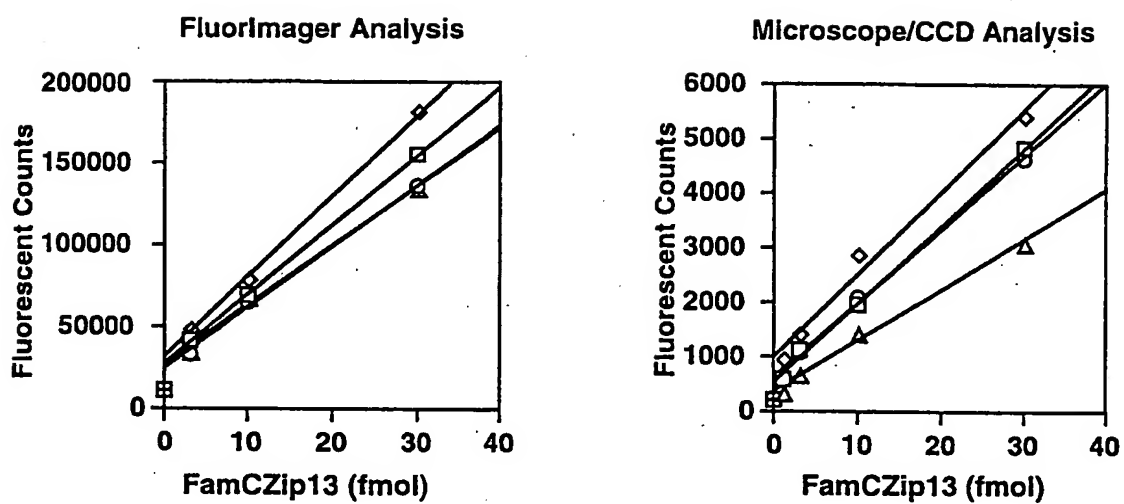 FluorImager Analysis
200000
150000
100000
50000
0
0 10 20 30 40
Fluorescent Counts
FamCZip13 (fmol)
Microscope/CCD Analysis
6000
5000
4000
3000
2000
1000
0
0 10 20 30 40
Fluorescent Counts
FamCZip13 (fmol)